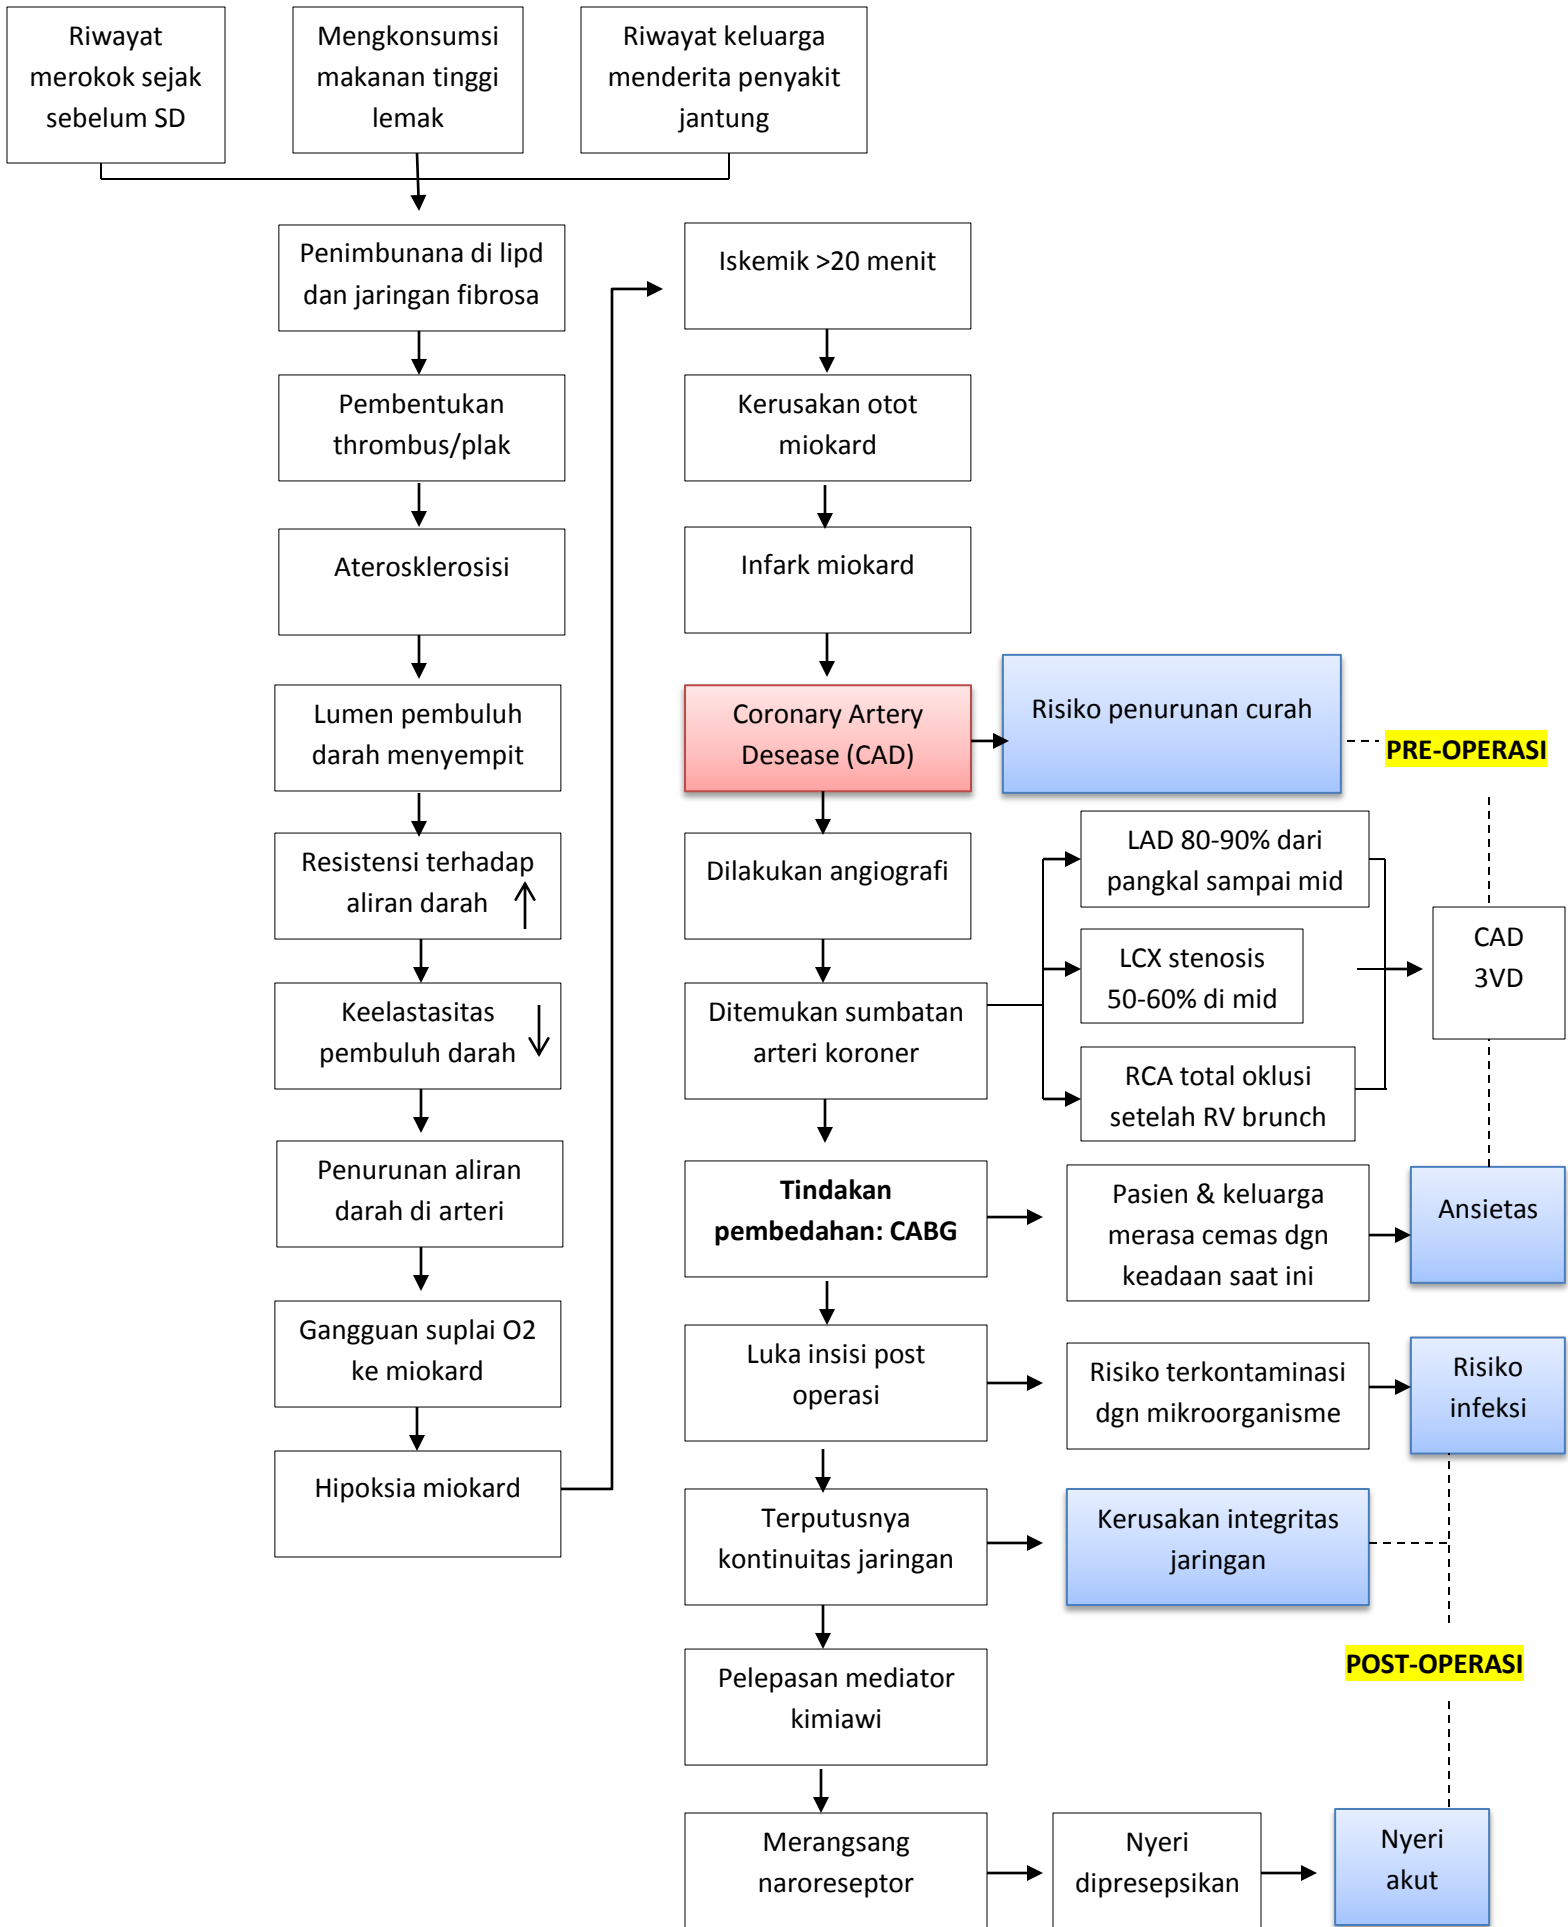 Riwayat
merokok sejak
sebelum SD
Mengkonsumsi
makanan tinggi
lemak
Riwayat keluarga
menderita penyakit
jantung
Penimbunana di lipd
dan jaringan fibrosa
Pembentukan
thrombus/plak
Aterosklerosisi
Lumen pembuluh
darah menyempit
Resistensi terhadap
aliran darah
Keelastasitas
pembuluh darah
Penurunan aliran
darah di arteri
Gangguan suplai O2
ke miokard
Hipoksia miokard
Iskemik >20 menit
Kerusakan otot
miokard
Infark miokard
Coronary Artery
Desease (CAD)
Risiko penurunan curah
PRE-OPERASI
Dilakukan angiografi
Ditemukan sumbatan
arteri koroner
LAD 80-90% dari
pangkal sampai mid
LCX stenosis
50-60% di mid
RCA total oklusi
setelah RV brunch
CAD
3VD
Tindakan
pembedahan: CABG
Pasien & keluarga
merasa cemas dgn
keadaan saat ini
Ansietas
Luka insisi post
operasi
Risiko terkontaminasi
dgn mikroorganisme
Risiko
infeksi
Terputusnya
kontinuitas jaringan
Kerusakan integritas
jaringan
POST-OPERASI
Pelepasan mediator
kimiawi
Merangsang
naroreseptor
Nyeri
dipresepsikan
Nyeri
akut